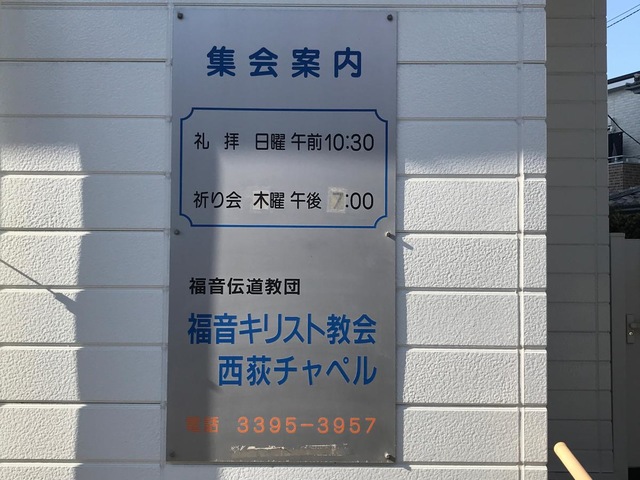 集会案内
礼拝 日曜 午前10:30
祈り会 木曜 午後 7:00
福音伝道教団
福音キリスト教会
西荻チャペル
電話 3395-3957